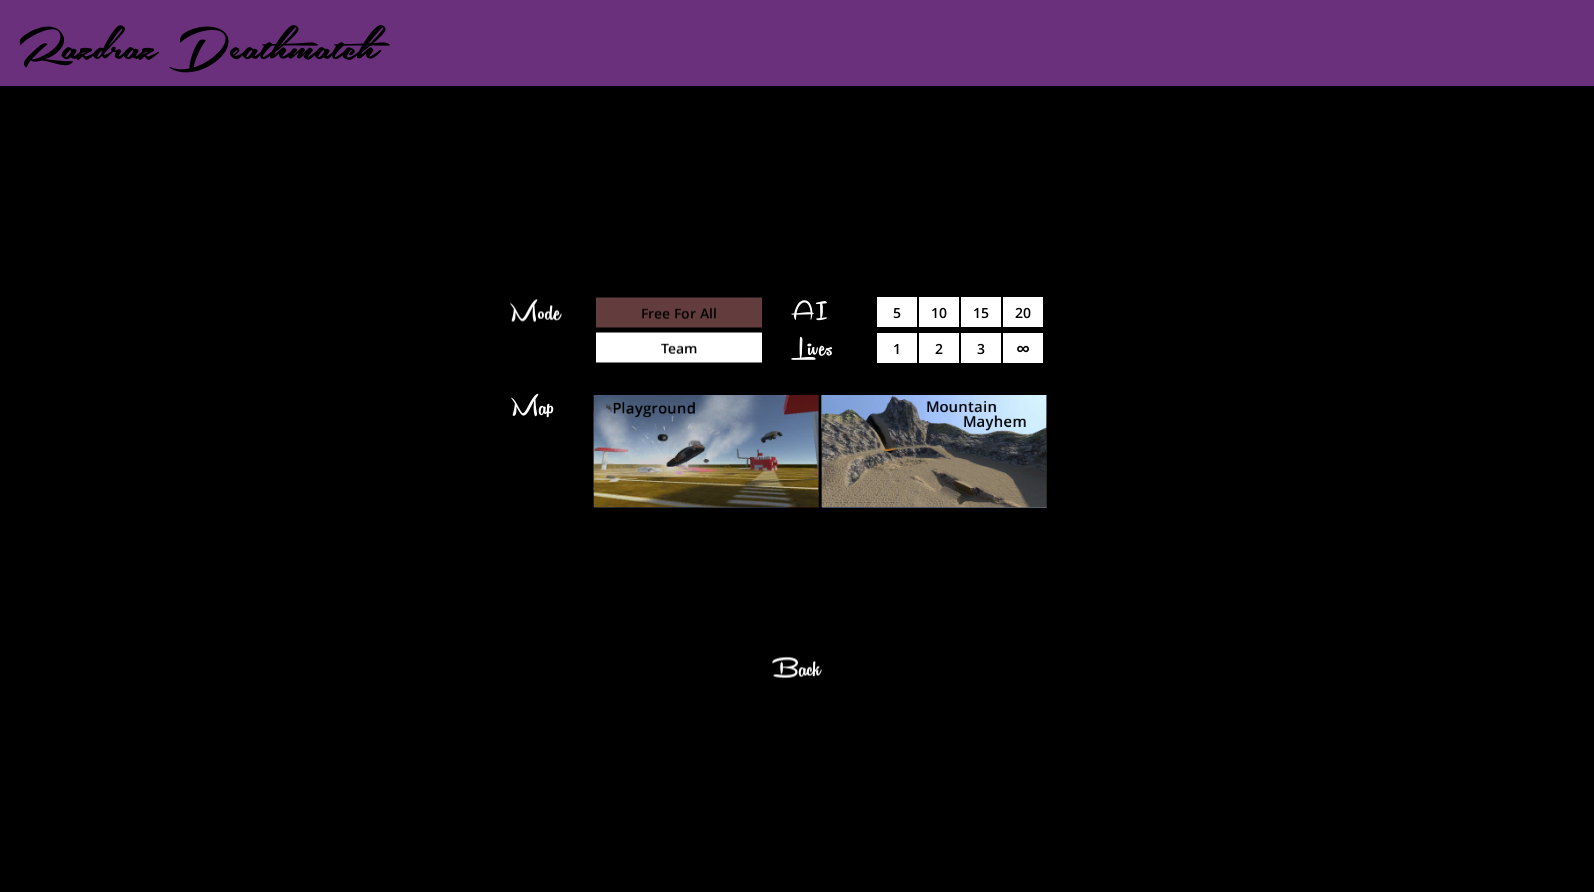 Razdraz Deathmatch
Mode
Free For All
AI
5 10 15 20
Team
Lives
1 2 3 ∞
Map
Playground
Mountain
Mayhem
Back